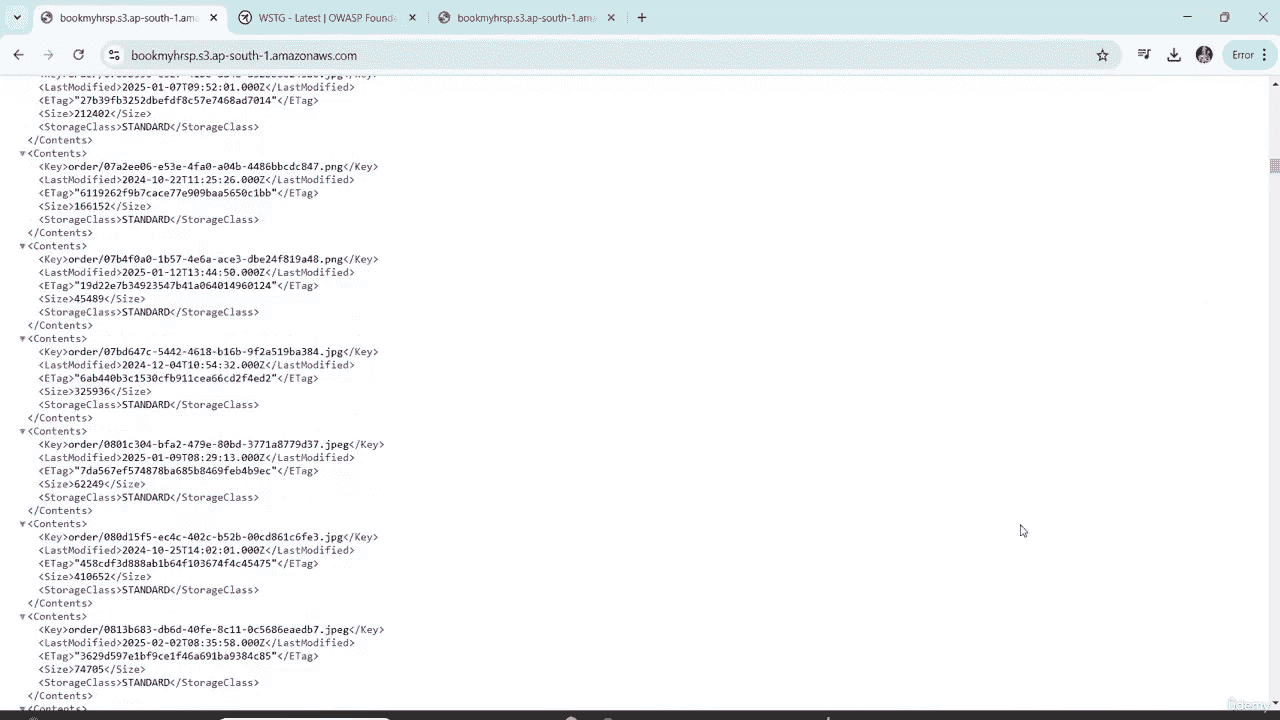 bookmyhrsp.s3.ap-south-1.ama
WSTG - Latest | OWASP Found
bookmyhrsp.s3.ap-south-1.am
bookmyhrsp.s3.ap-south-1.amazonaws.com
Error
<LastModified>2025-01-07T09:52:01.000Z</LastModified>
<ETag>"27b39fb3252dbefdf8c57e7468ad7014"</ETag>
<Size>212402</Size>
<StorageClass>STANDARD</StorageClass>
</Contents>
▼<Contents>
<Key>order/07a2ee06-e53e-4fa0-a04b-4486bbcdc847.png</Key>
<LastModified>2024-10-22T11:25:26.000Z</LastModified>
<ETag>"6119262f9b7cace77e909baa5650c1bb"</ETag>
<Size>166152</Size>
<StorageClass>STANDARD</StorageClass>
</Contents>
▼<Contents>
<Key>order/07b4f0a0-1b57-4e6a-ace3-dbe24f819a48.png</Key>
<LastModified>2025-01-12T13:44:50.000Z</LastModified>
<ETag>"19d22e7b34923547b41a064014960124"</ETag>
<Size>45489</Size>
<StorageClass>STANDARD</StorageClass>
</Contents>
▼<Contents>
<Key>order/07bd647c-5442-4618-b16b-9f2a519ba384.jpg</Key>
<LastModified>2024-12-04T10:54:32.000Z</LastModified>
<ETag>"6ab440b3c1530cfb911cea66cd2f4ed2"</ETag>
<Size>325936</Size>
<StorageClass>STANDARD</StorageClass>
</Contents>
▼<Contents>
<Key>order/0801c304-bfa2-479e-80bd-3771a8779d37.jpeg</Key>
<LastModified>2025-01-09T08:29:13.000Z</LastModified>
<ETag>"7da567ef574878ba685b8469feb4b9ec"</ETag>
<Size>62249</Size>
<StorageClass>STANDARD</StorageClass>
</Contents>
▼<Contents>
<Key>order/080d15f5-ec4c-402c-b52b-00cd861c6fe3.jpg</Key>
<LastModified>2024-10-25T14:02:01.000Z</LastModified>
<ETag>"458cdf3d888ab1b64f103674f4c45475"</ETag>
<Size>410652</Size>
<StorageClass>STANDARD</StorageClass>
</Contents>
▼<Contents>
<Key>order/0813b683-db6d-40fe-8c11-0c5686eaedb7.jpeg</Key>
<LastModified>2025-02-02T08:35:58.000Z</LastModified>
<ETag>"3629d597e1bf9ce1f46a691ba9384c85"</ETag>
<Size>74705</Size>
<StorageClass>STANDARD</StorageClass>
</Contents>
▼<Contents>
Udemy